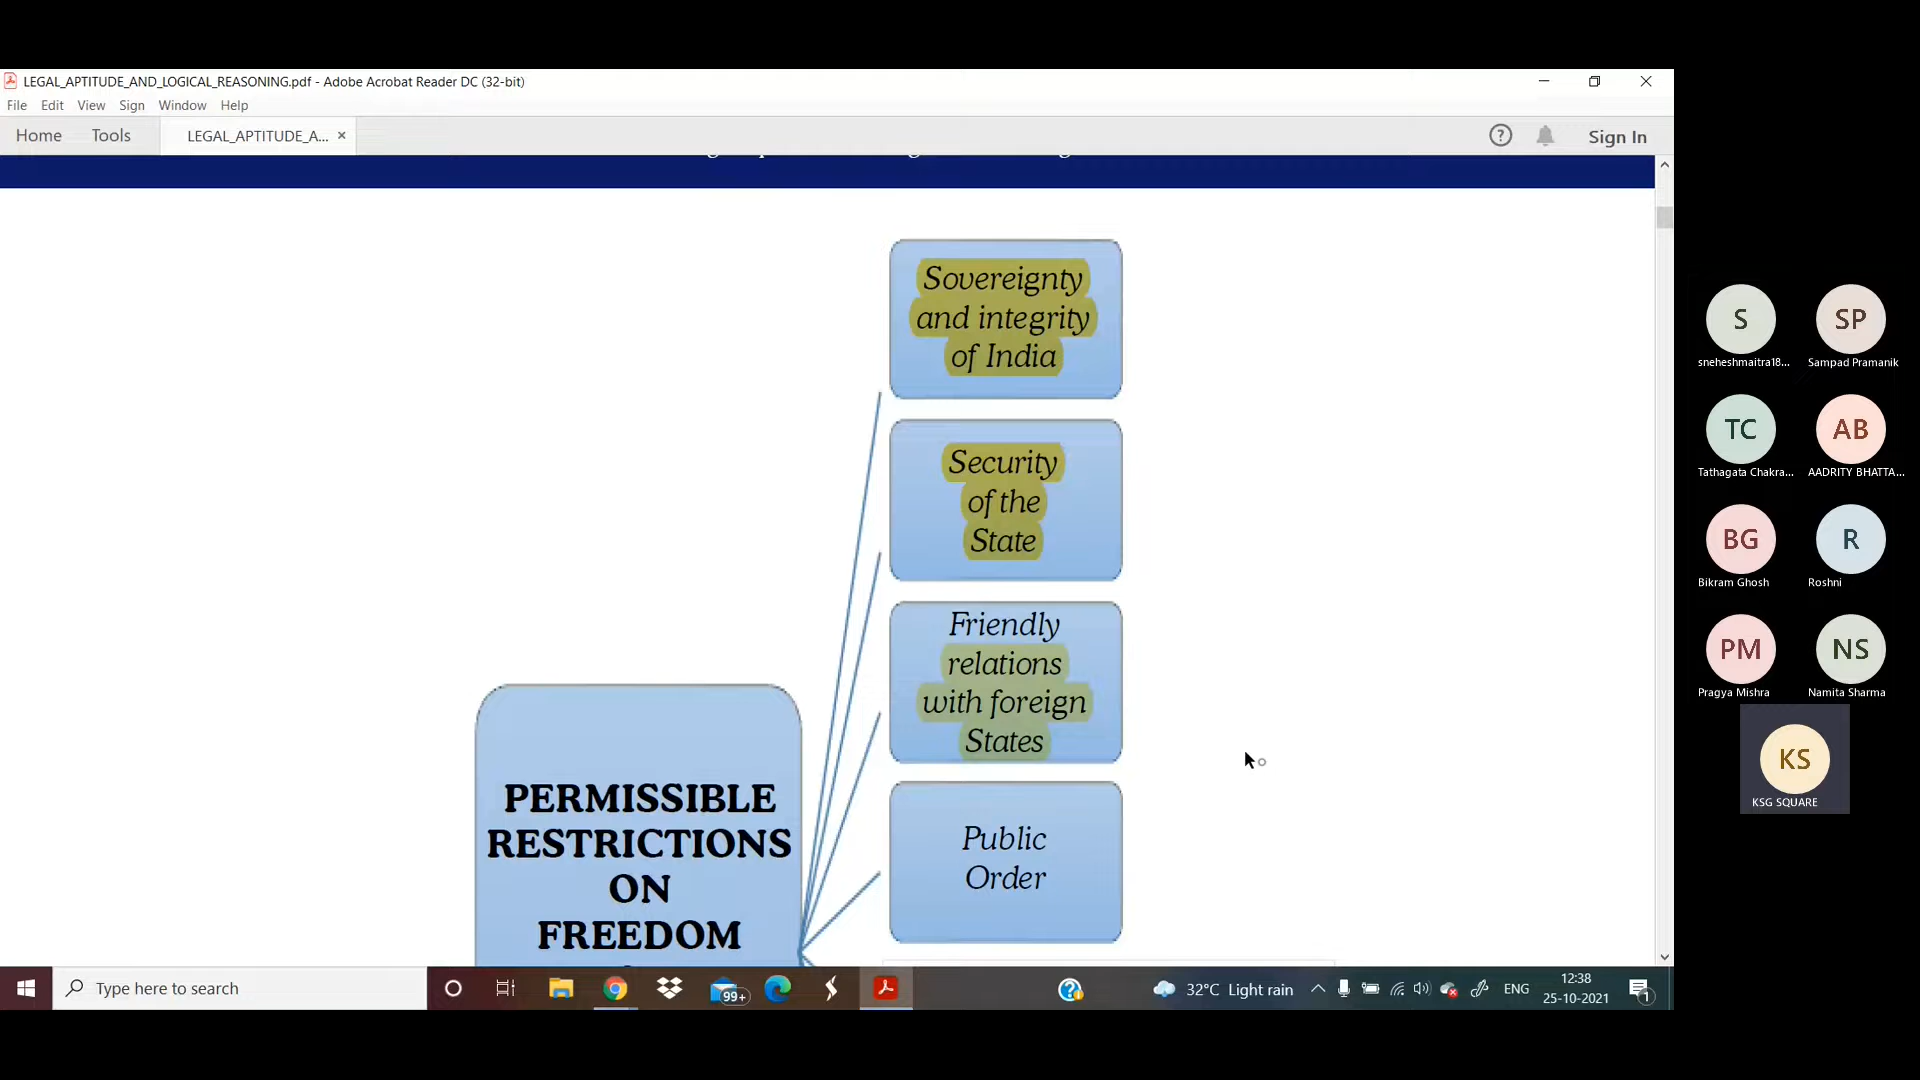 LEGAL_APTITUDE_AND_LOGICAL_REASONING.pdf - Adobe Acrobat Reader DC (32-bit)
File Edit View Sign Window Help
Home Tools LEGAL_APTITUDE_A... × Sign In
Sovereignty
and integrity
of India
Security
of the
State
Friendly
relations
with foreign
States
Public
Order
PERMISSIBLE
RESTRICTIONS
ON
FREEDOM
S SP
sneheshmaitra18... Sampad Pramanik
TC AB
Tathagata Chakra... AADRITY BHATTA...
BG R
Bikram Ghosh Roshni
PM NS
Pragya Mishra Namita Sharma
KS
KSG SQUARE
Type here to search
99+
32°C Light rain
ENG
12:38
25-10-2021
1